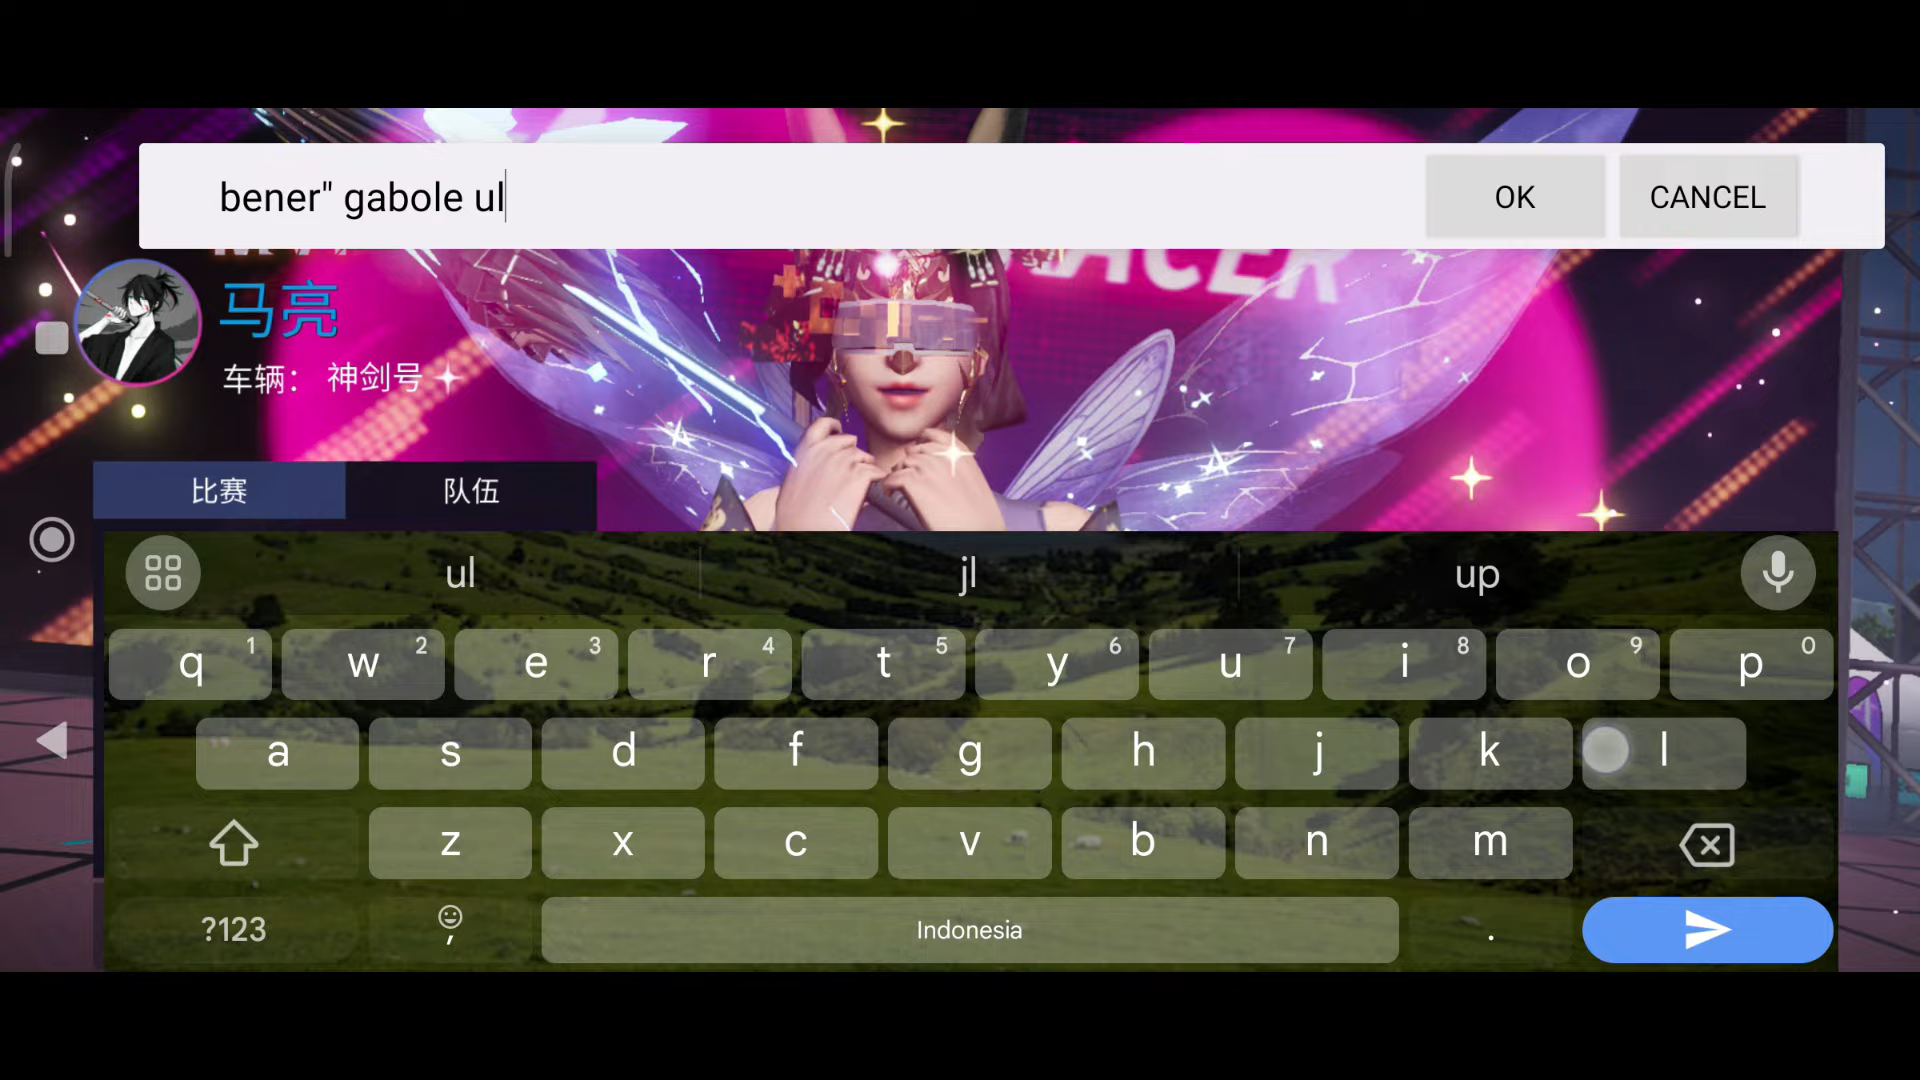 bener" gabole ul
OK
CANCEL
ACER
马亮
车辆： 神剑号
比赛
队伍
ul
jl
up
q 1 w 2 e 3 r 4 t 5 y 6 u 7 i 8 o 9 p 0
a s d f g h j k l
z x c v b n m
?123
,
Indonesia
.